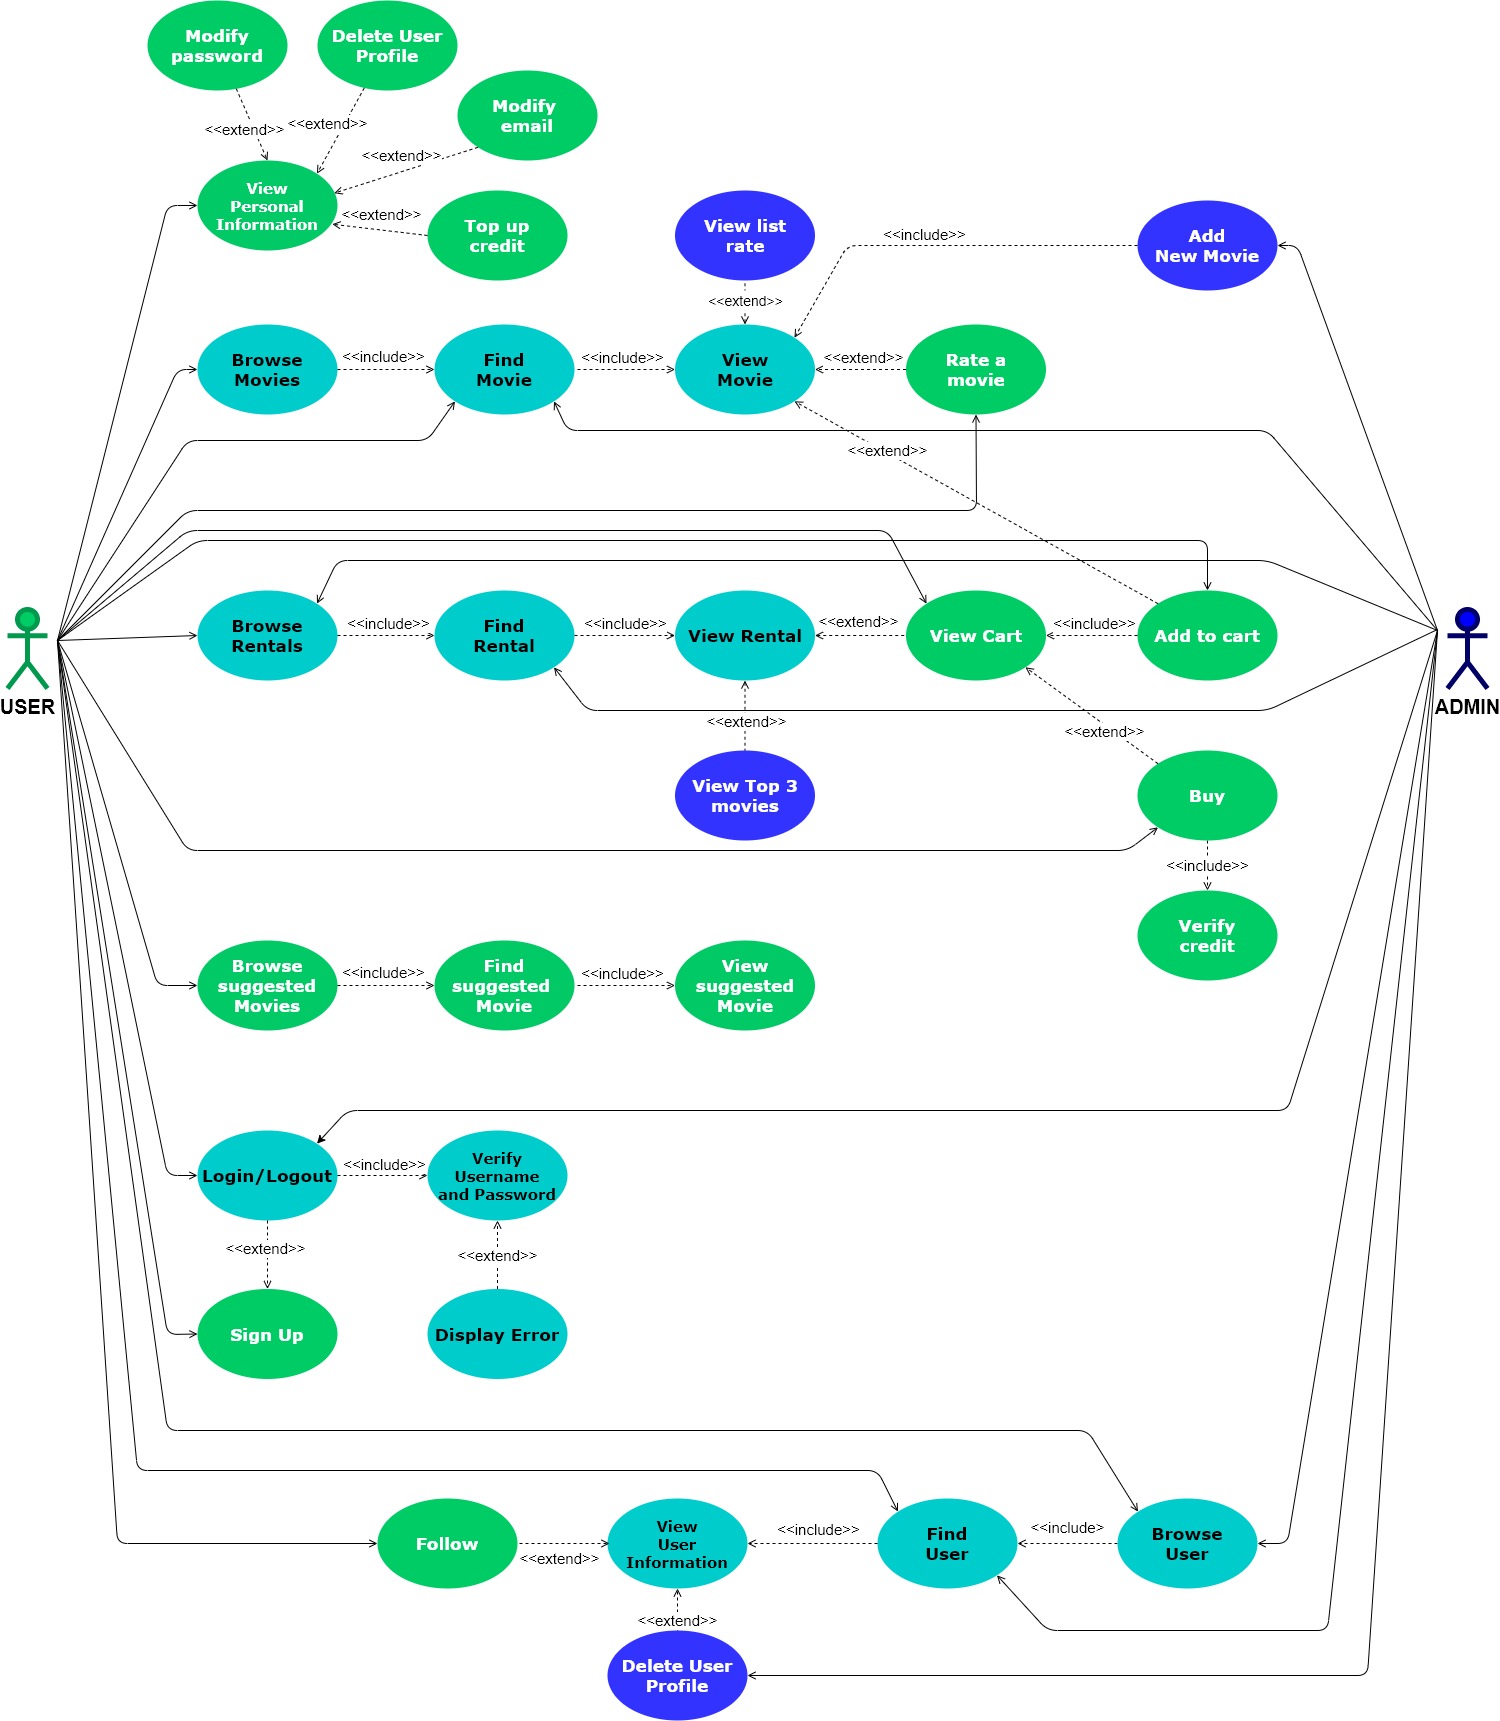 Modify
password
Delete User
Profile
Modify
email
<<extend>>
<<extend>>
<<extend>>
View
Personal
Information
<<extend>>
Top up
credit
View list
rate
<<include>>
Add
New Movie
<<extend>>
Browse
Movies
<<include>>
Find
Movie
<<include>>
View
Movie
<<extend>>
Rate a
movie
<<extend>>
USER
Browse
Rentals
<<include>>
Find
Rental
<<include>>
View Rental
<<extend>>
View Cart
<<include>>
Add to cart
ADMIN
<<extend>>
<<extend>>
View Top 3
movies
Buy
<<include>>
Verify
credit
Browse
suggested
Movies
<<include>>
Find
suggested
Movie
<<include>>
View
suggested
Movie
Login/Logout
<<include>>
Verify
Username
and Password
<<extend>>
<<extend>>
Sign Up
Display Error
Follow
<<extend>>
View
User
Information
<<include>>
Find
User
<<include>
Browse
User
<<extend>>
Delete User
Profile